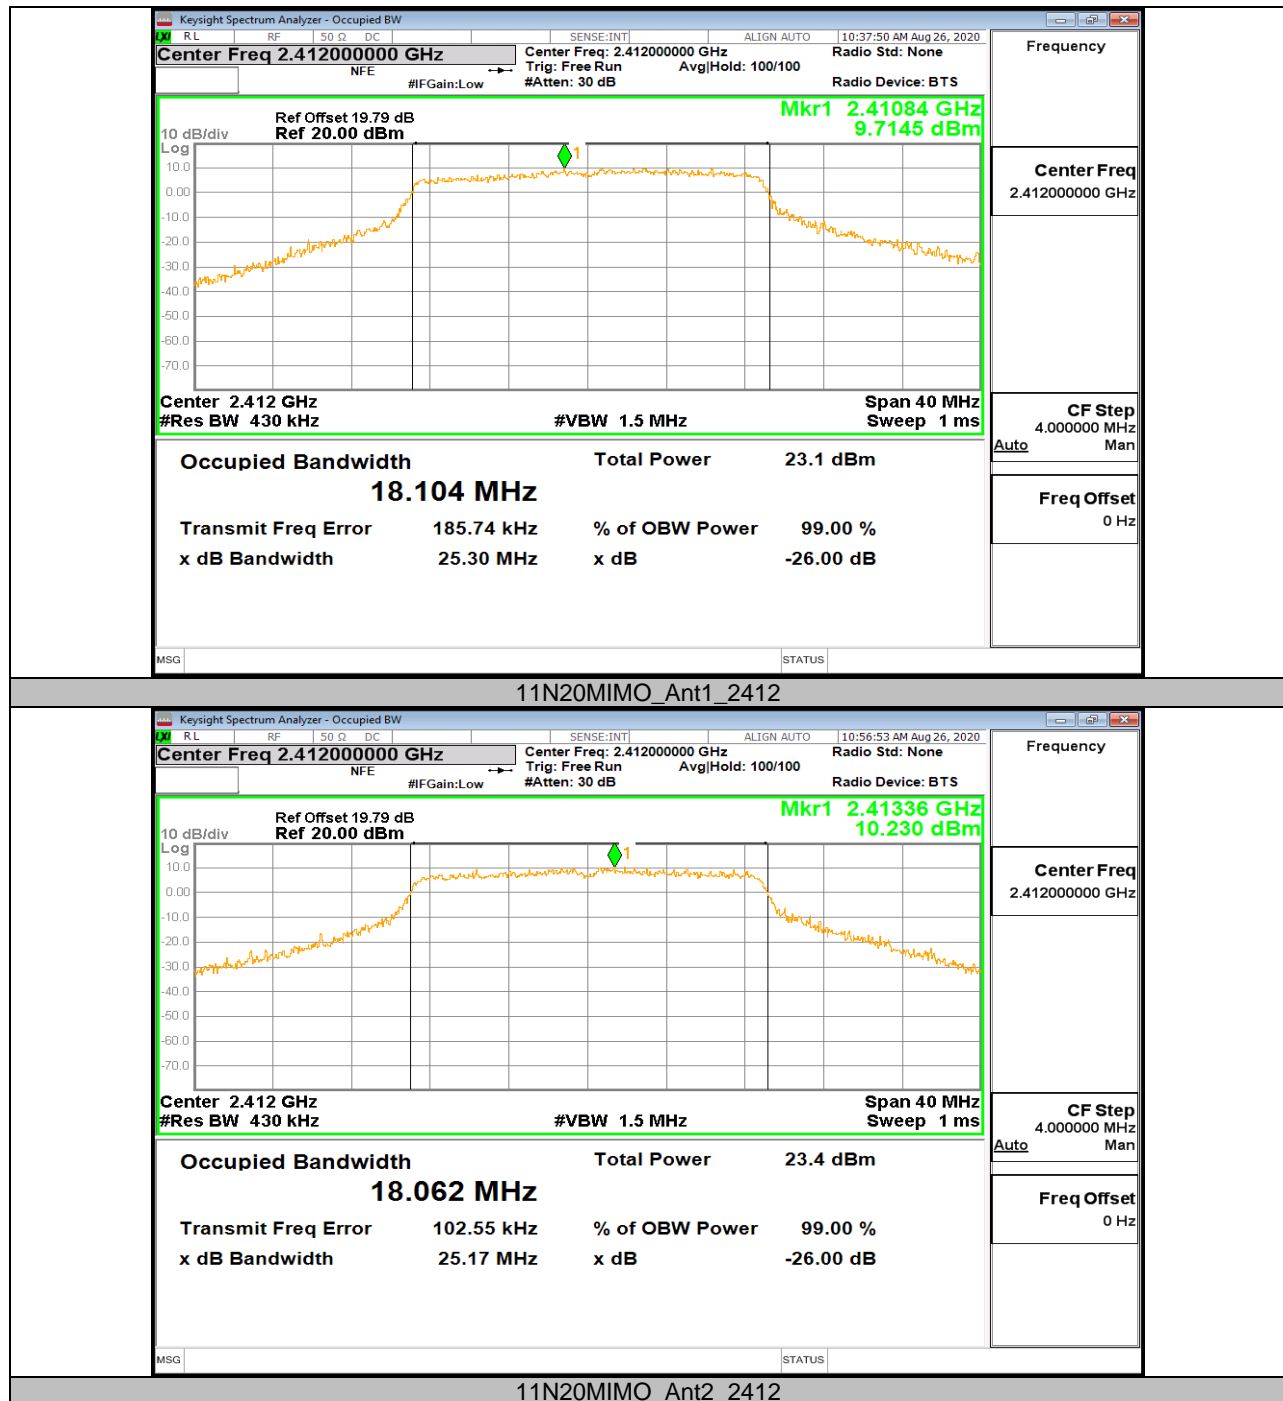 Keysight Spectrum Analyzer - Occupied BW
LXI RL RF 50 Ω DC SENSE:INT ALIGN AUTO 10:37:50 AM Aug 26, 2020
Center Freq 2.412000000 GHz Center Freq: 2.412000000 GHz Radio Std: None
NFE Trig: Free Run Avg|Hold: 100/100
#IFGain:Low #Atten: 30 dB Radio Device: BTS
Frequency
Mkr1 2.41084 GHz
9.7145 dBm
Ref Offset 19.79 dB
10 dB/div Ref 20.00 dBm
Log
1
10.0
0.00
-10.0
-20.0
-30.0
-40.0
-50.0
-60.0
-70.0
Center 2.412 GHz Span 40 MHz
#Res BW 430 kHz #VBW 1.5 MHz Sweep 1 ms
Center Freq
2.412000000 GHz
CF Step
4.000000 MHz
Auto Man
Freq Offset
0 Hz
Occupied Bandwidth Total Power 23.1 dBm
18.104 MHz
Transmit Freq Error 185.74 kHz % of OBW Power 99.00 %
x dB Bandwidth 25.30 MHz x dB -26.00 dB
MSG STATUS
11N20MIMO_Ant1_2412
Keysight Spectrum Analyzer - Occupied BW
LXI RL RF 50 Ω DC SENSE:INT ALIGN AUTO 10:56:53 AM Aug 26, 2020
Center Freq 2.412000000 GHz Center Freq: 2.412000000 GHz Radio Std: None
NFE Trig: Free Run Avg|Hold: 100/100
#IFGain:Low #Atten: 30 dB Radio Device: BTS
Frequency
Mkr1 2.41336 GHz
10.230 dBm
Ref Offset 19.79 dB
10 dB/div Ref 20.00 dBm
Log
1
10.0
0.00
-10.0
-20.0
-30.0
-40.0
-50.0
-60.0
-70.0
Center 2.412 GHz Span 40 MHz
#Res BW 430 kHz #VBW 1.5 MHz Sweep 1 ms
Center Freq
2.412000000 GHz
CF Step
4.000000 MHz
Auto Man
Freq Offset
0 Hz
Occupied Bandwidth Total Power 23.4 dBm
18.062 MHz
Transmit Freq Error 102.55 kHz % of OBW Power 99.00 %
x dB Bandwidth 25.17 MHz x dB -26.00 dB
MSG STATUS
11N20MIMO_Ant2_2412